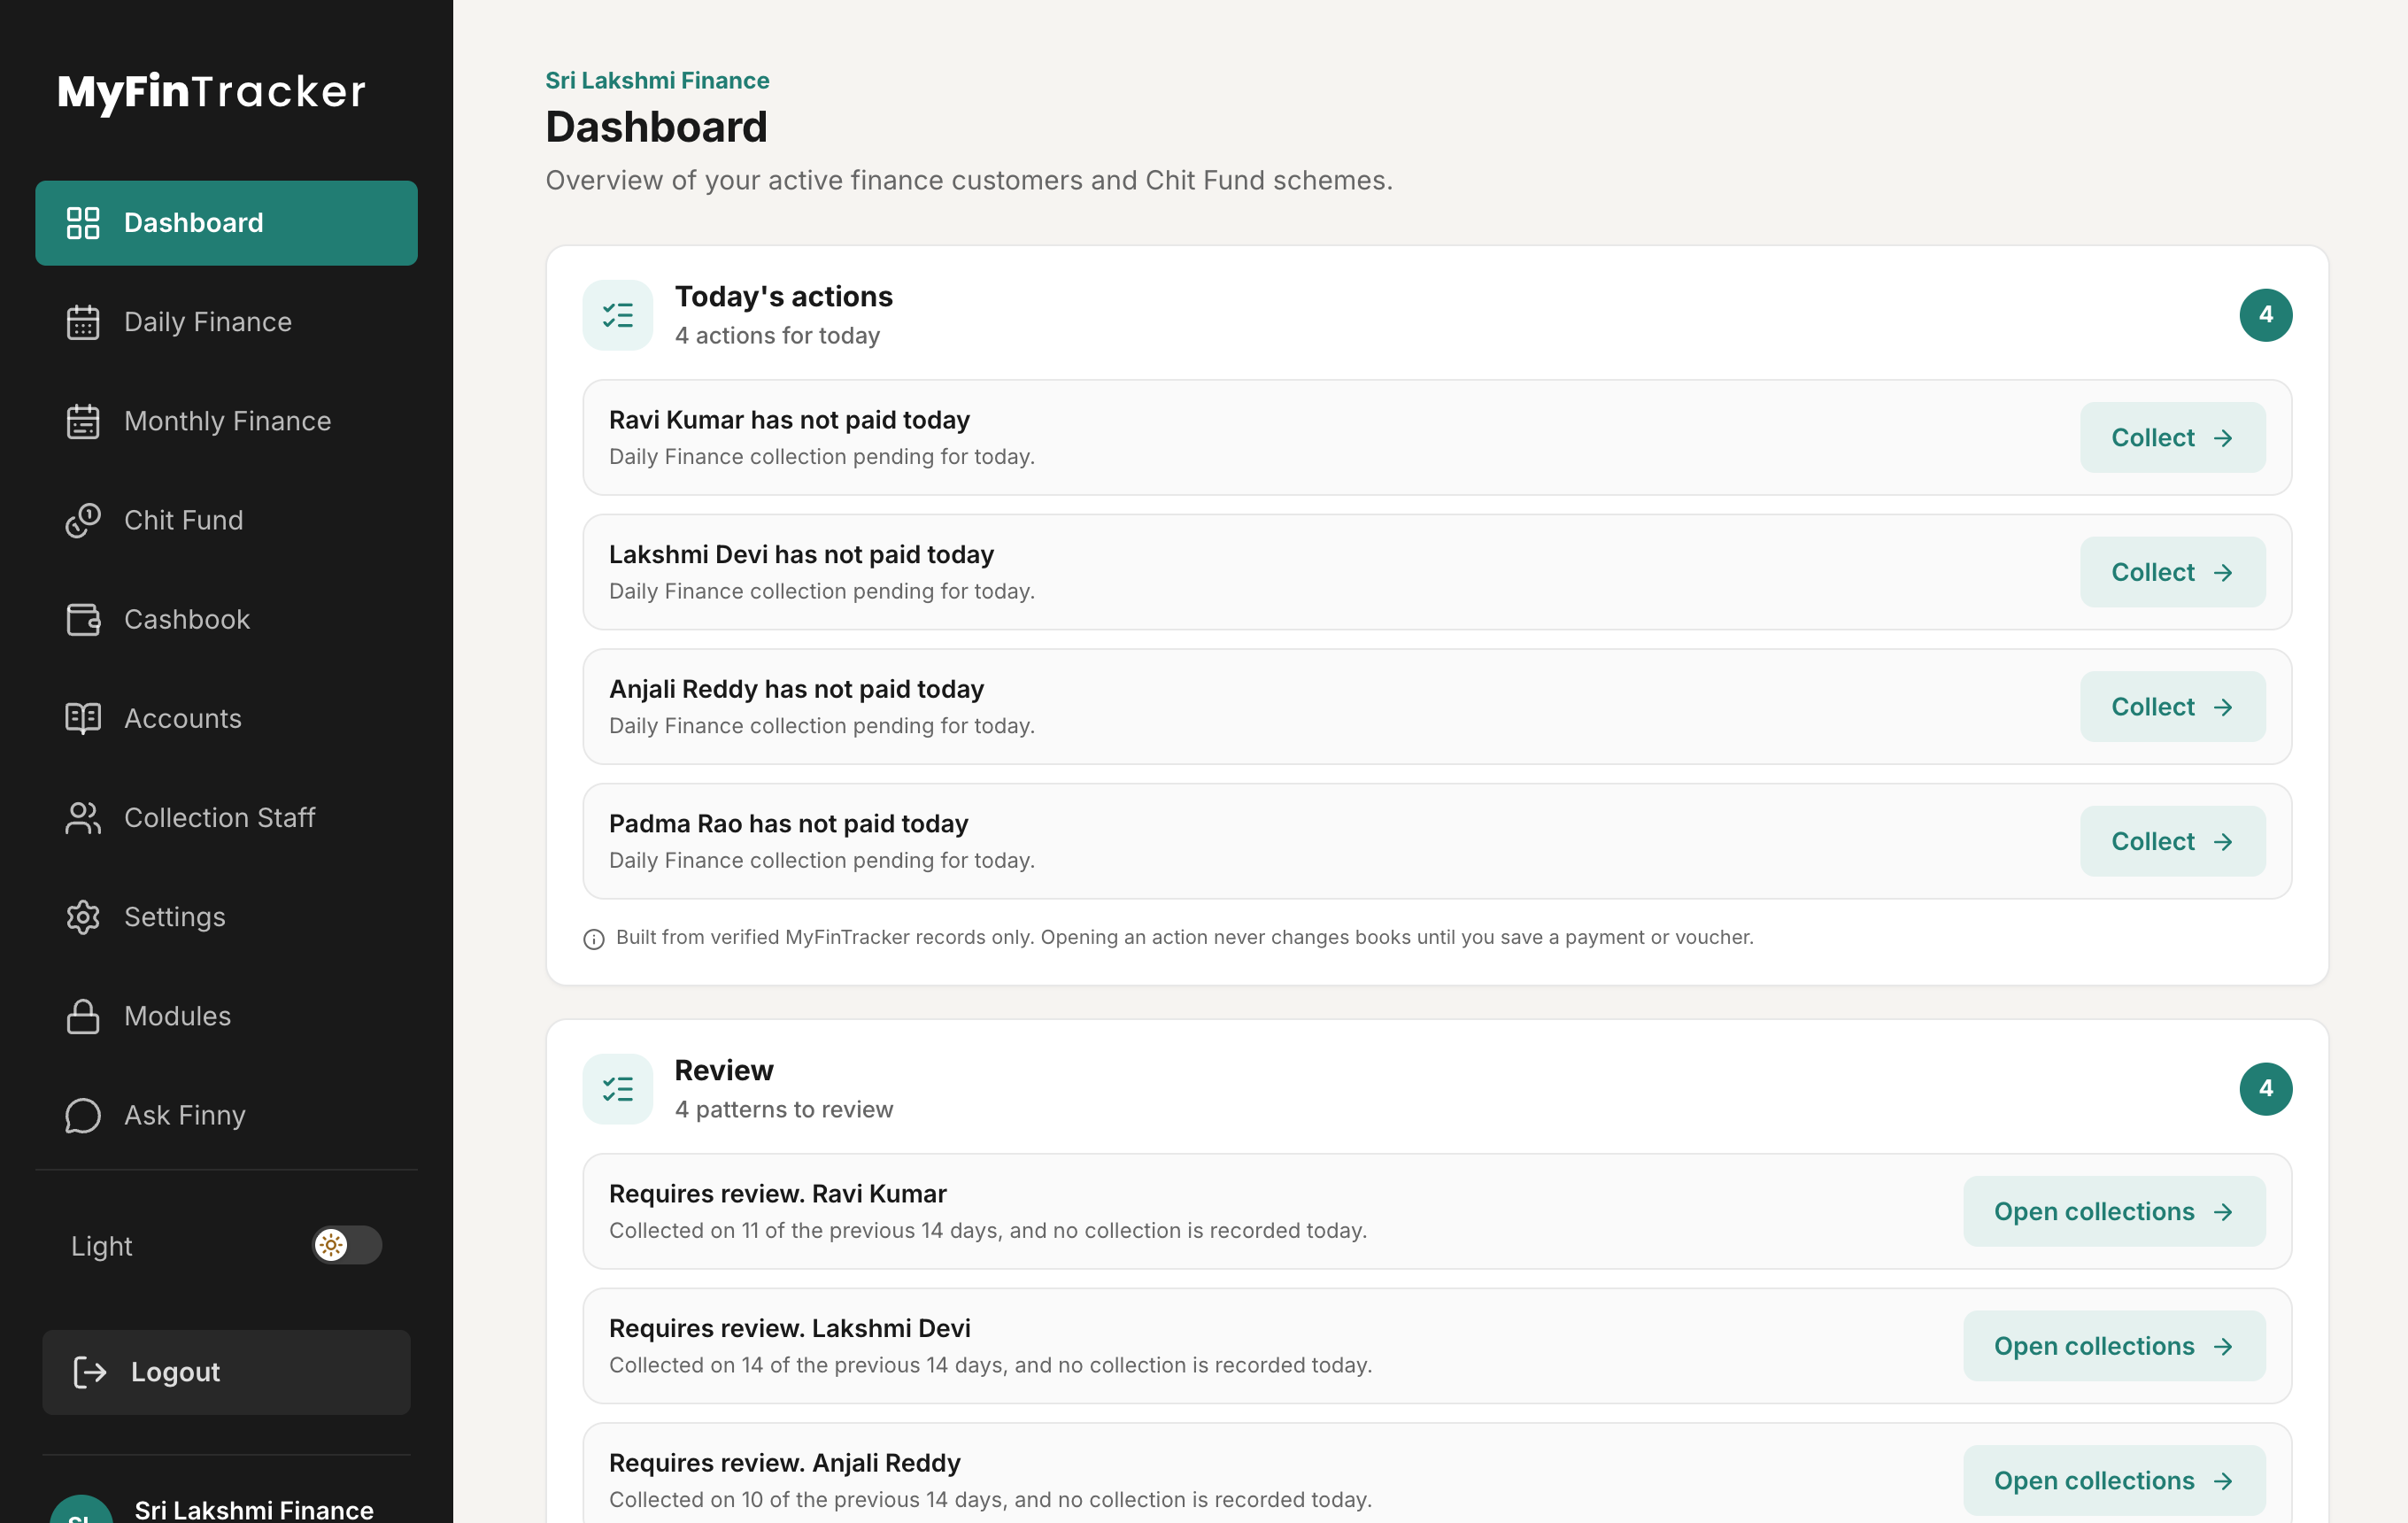 MyFinTracker
Dashboard
Daily Finance
Monthly Finance
Chit Fund
Cashbook
Accounts
Collection Staff
Settings
Modules
Ask Finny
Light
Logout
Sri Lakshmi Finance
Sri Lakshmi Finance
Dashboard
Overview of your active finance customers and Chit Fund schemes.
Today's actions
4 actions for today
4
Ravi Kumar has not paid today
Daily Finance collection pending for today.
Collect
Lakshmi Devi has not paid today
Daily Finance collection pending for today.
Collect
Anjali Reddy has not paid today
Daily Finance collection pending for today.
Collect
Padma Rao has not paid today
Daily Finance collection pending for today.
Collect
Built from verified MyFinTracker records only. Opening an action never changes books until you save a payment or voucher.
Review
4 patterns to review
4
Requires review. Ravi Kumar
Collected on 11 of the previous 14 days, and no collection is recorded today.
Open collections
Requires review. Lakshmi Devi
Collected on 14 of the previous 14 days, and no collection is recorded today.
Open collections
Requires review. Anjali Reddy
Collected on 10 of the previous 14 days, and no collection is recorded today.
Open collections